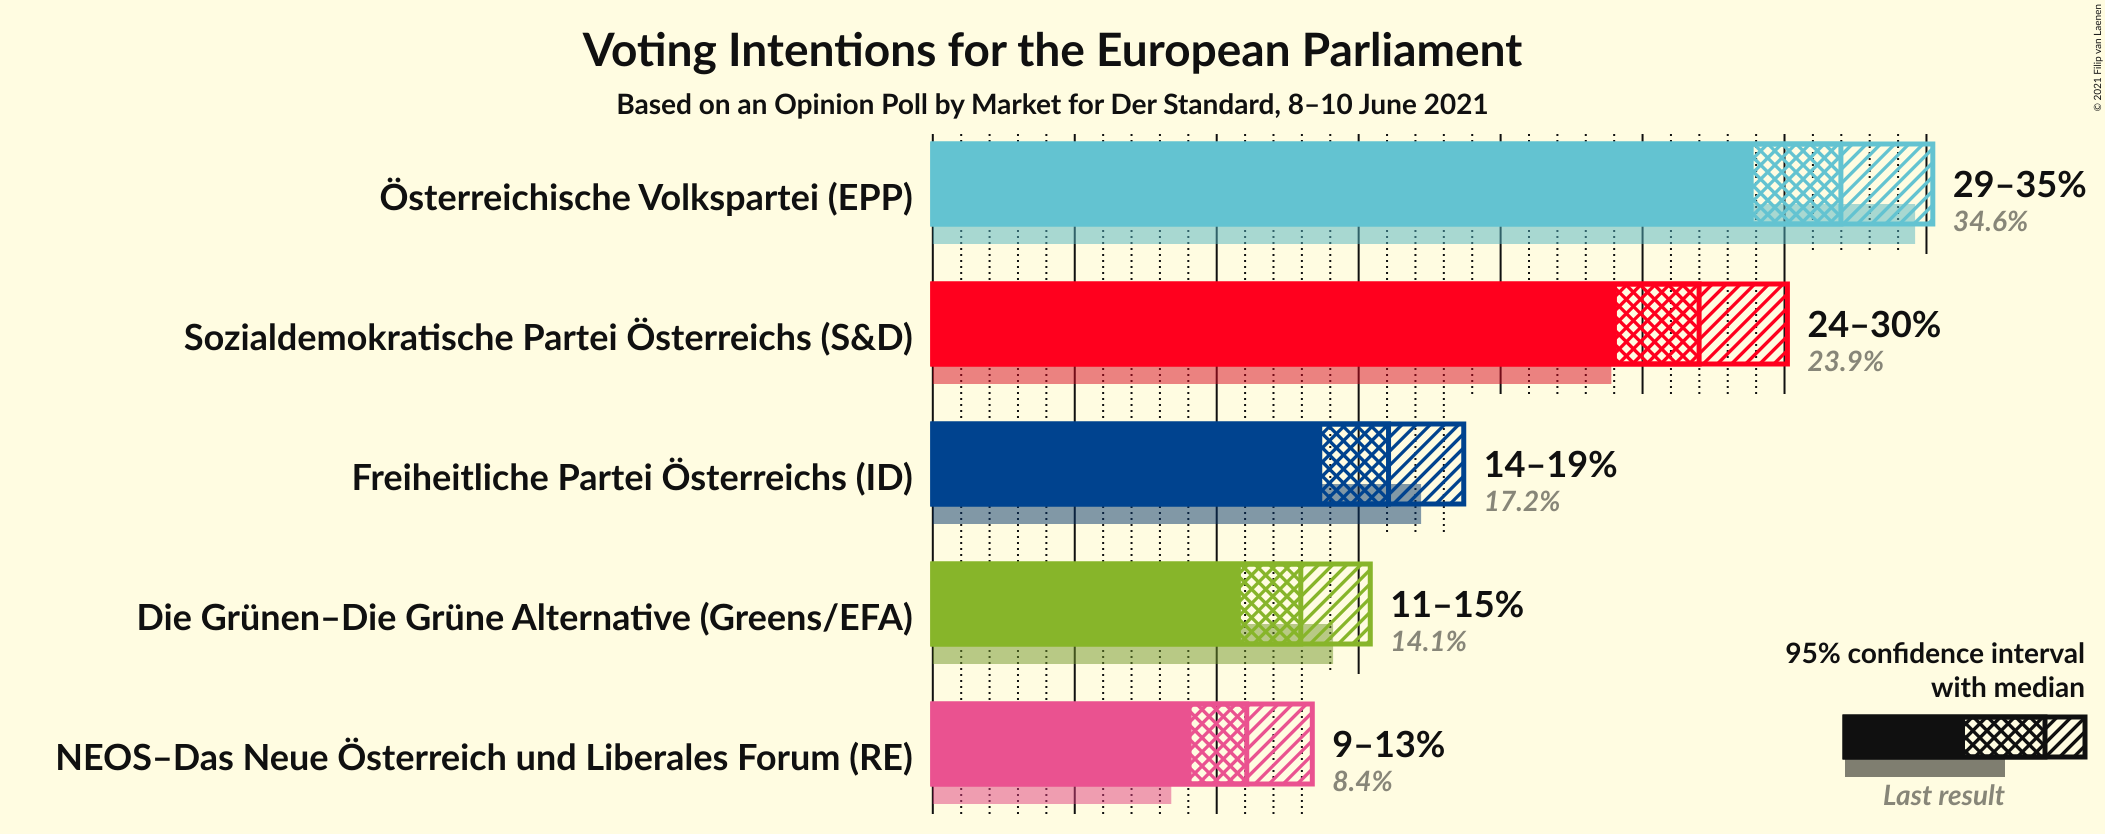 Voting Intentions for the European Parliament
Based on an Opinion Poll by Market for Der Standard, 8–10 June 2021
© 2021 Filip van Laenen
Österreichische Volkspartei (EPP)
29–35%
34.6%
Sozialdemokratische Partei Österreichs (S&D)
24–30%
23.9%
Freiheitliche Partei Österreichs (ID)
14–19%
17.2%
Die Grünen–Die Grüne Alternative (Greens/EFA)
11–15%
14.1%
NEOS–Das Neue Österreich und Liberales Forum (RE)
9–13%
8.4%
95% confidence interval
with median
Last result